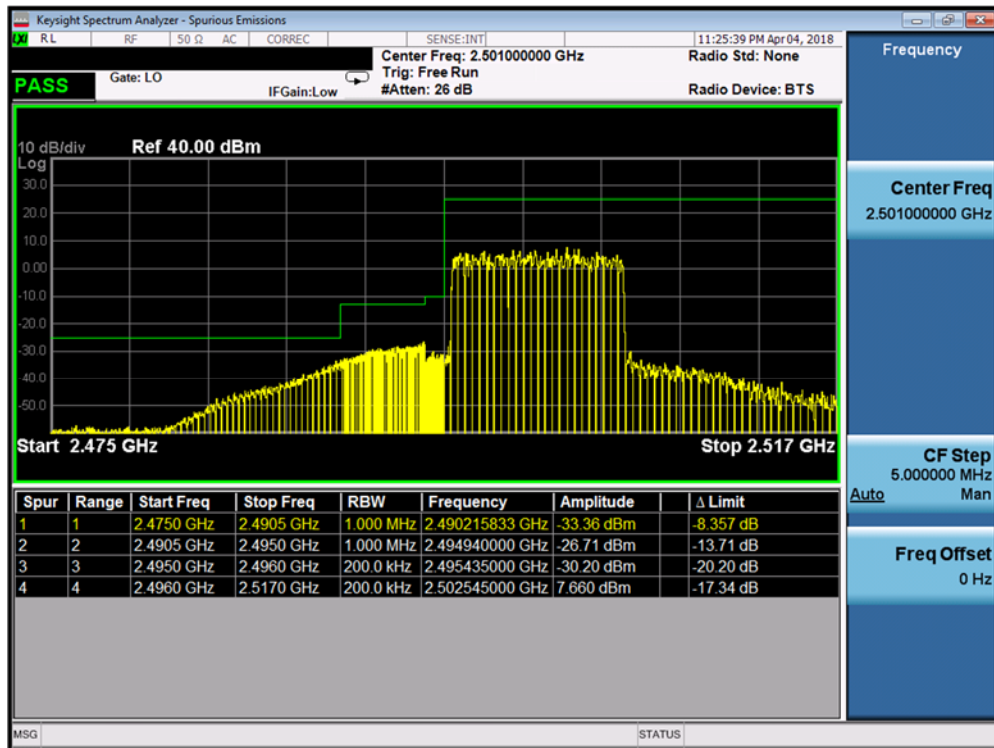 Keysight Spectrum Analyzer - Spurious Emissions
LXI RL RF 50 Ω AC CORREC SENSE:INT 11:25:39 PM Apr 04, 2018
Center Freq: 2.501000000 GHz Radio Std: None
Trig: Free Run
PASS Gate: LO IFGain:Low #Atten: 26 dB Radio Device: BTS
10 dB/div Ref 40.00 dBm
Log
30.0
20.0
10.0
0.00
-10.0
-20.0
-30.0
-40.0
-50.0
Start 2.475 GHz Stop 2.517 GHz
Spur Range Start Freq Stop Freq RBW Frequency Amplitude Δ Limit
1 1 2.4750 GHz 2.4905 GHz 1.000 MHz 2.490215833 GHz -33.36 dBm -8.357 dB
2 2 2.4905 GHz 2.4950 GHz 1.000 MHz 2.494940000 GHz -26.71 dBm -13.71 dB
3 3 2.4950 GHz 2.4960 GHz 200.0 kHz 2.495435000 GHz -30.20 dBm -20.20 dB
4 4 2.4960 GHz 2.5170 GHz 200.0 kHz 2.502545000 GHz 7.660 dBm -17.34 dB
MSG STATUS
Frequency
Center Freq
2.501000000 GHz
CF Step
5.000000 MHz
Auto Man
Freq Offset
0 Hz